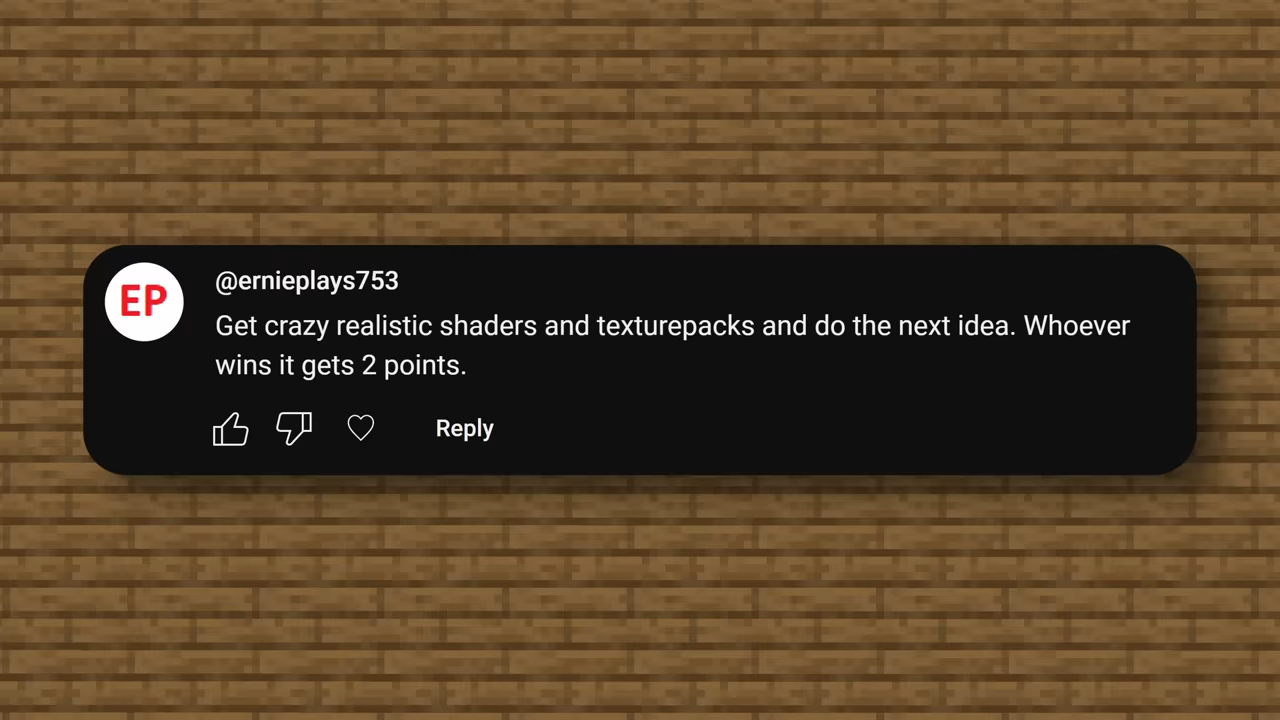 EP
@ernieplays753
Get crazy realistic shaders and texturepacks and do the next idea. Whoever
wins it gets 2 points.
Reply